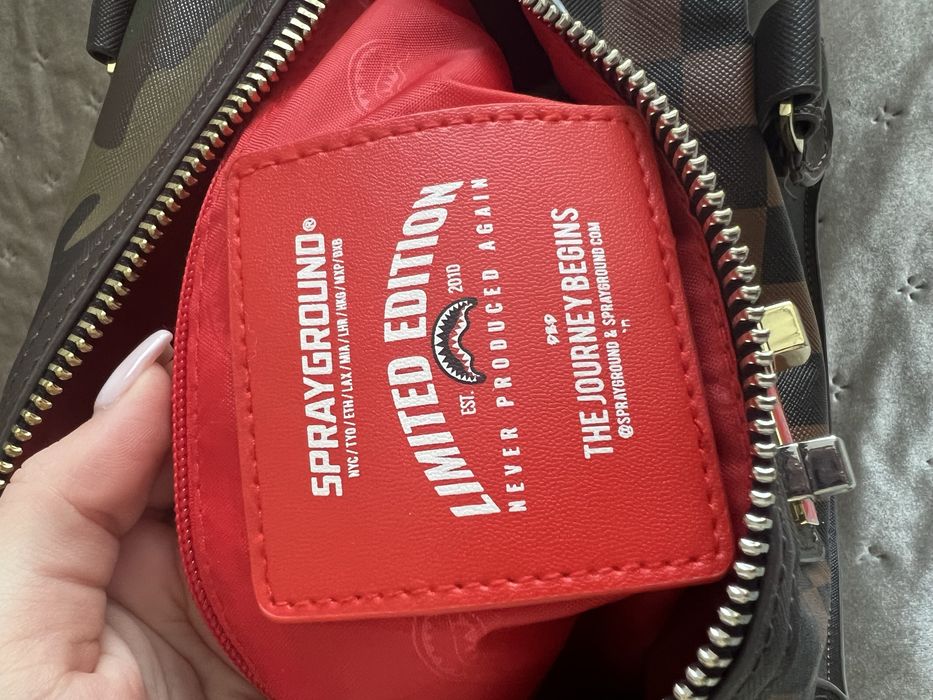 SPRAYGROUND®
NYC/TYO/ETH/LAX/MIA/LHR/HKG/MXP/DXB
LIMITED EDITION
EST. 2010
NEVER PRODUCED AGAIN
THE JOURNEY BEGINS
@SPRAYGROUND & SPRAYGROUND.COM